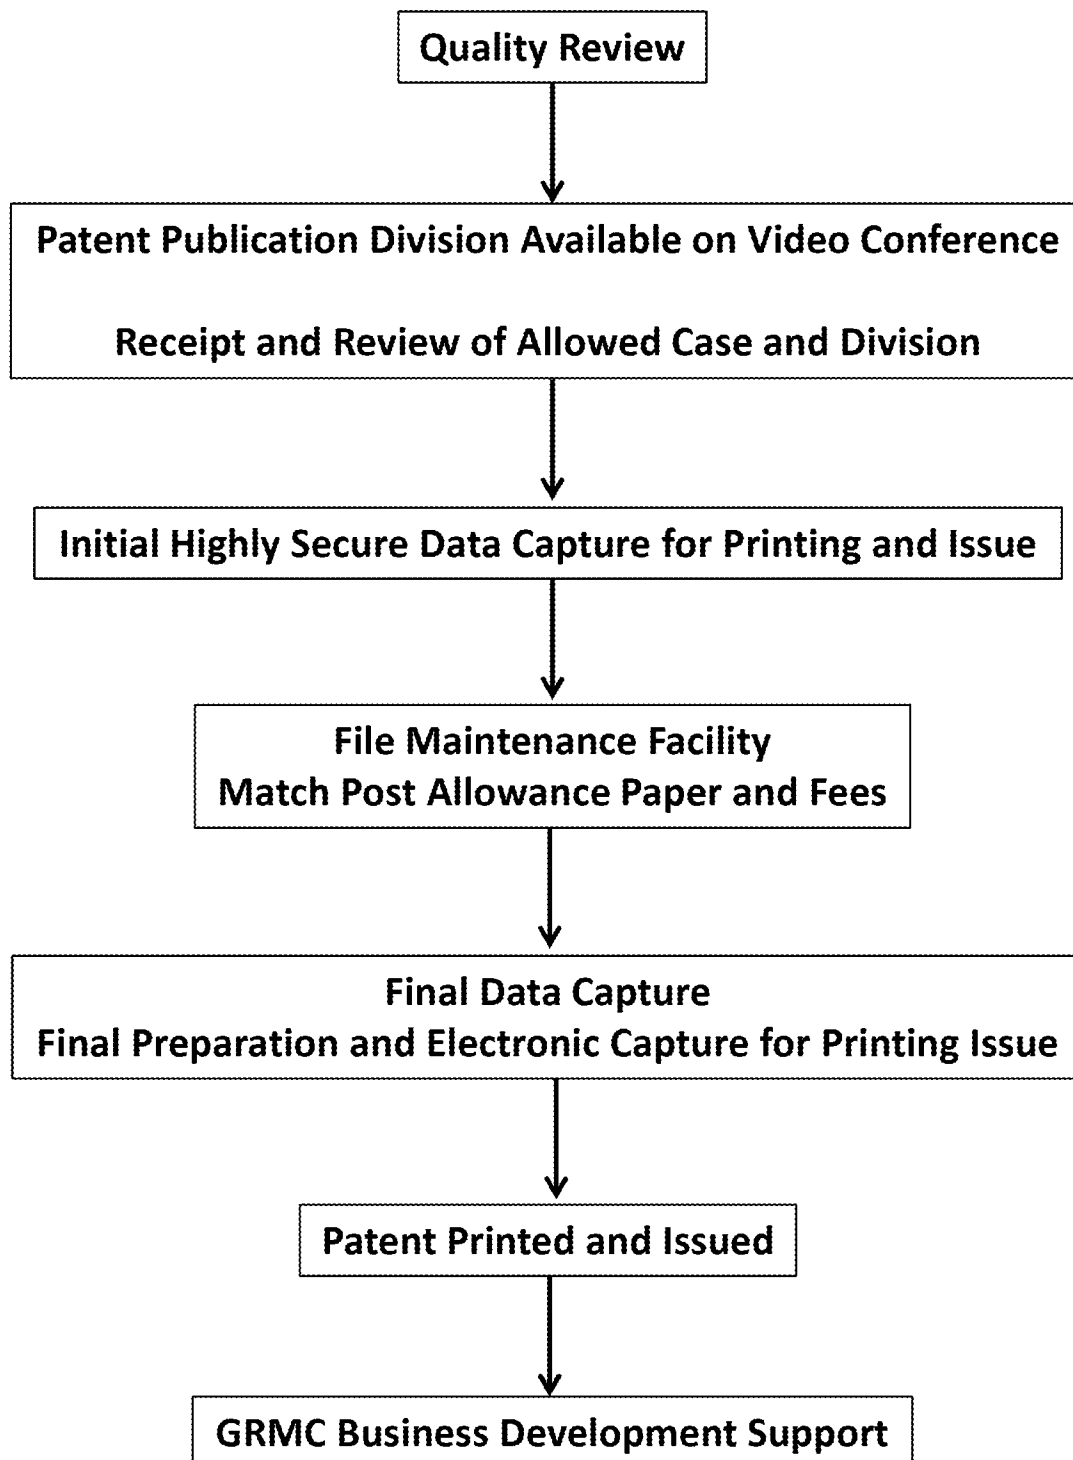 Quality Review
Patent Publication Division Available on Video Conference
Receipt and Review of Allowed Case and Division
Initial Highly Secure Data Capture for Printing and Issue
File Maintenance Facility
Match Post Allowance Paper and Fees
Final Data Capture
Final Preparation and Electronic Capture for Printing Issue
Patent Printed and Issued
GRMC Business Development Support